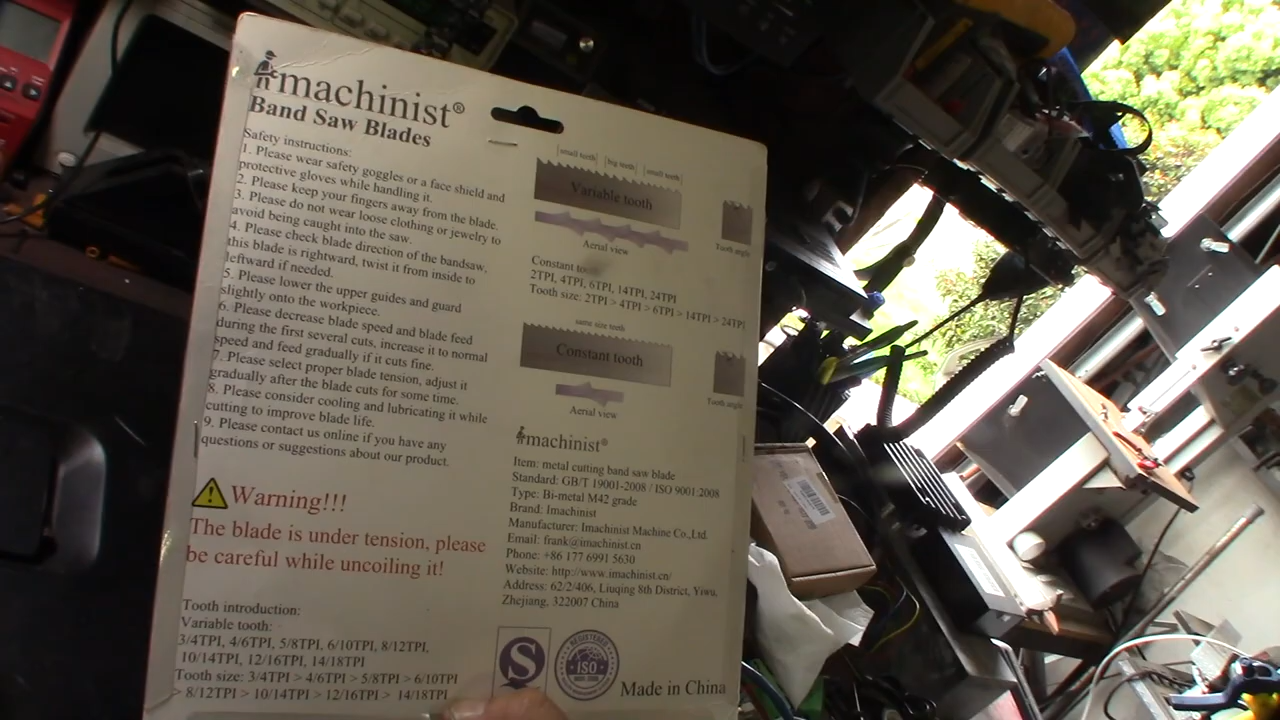 imachinist®
Band Saw Blades
Safety instructions:
1. Please wear safety goggles or a face shield and
protective gloves while handling it.
2. Please keep your fingers away from the blade.
3. Please do not wear loose clothing or jewelry to
avoid being caught into the saw.
4. Please check blade direction of the bandsaw,
this blade is rightward, twist it from inside to
leftward if needed.
5. Please lower the upper guides and guard
slightly onto the workpiece.
6. Please decrease blade speed and blade feed
during the first several cuts, increase it to normal
speed and feed gradually if it cuts fine.
7. Please select proper blade tension, adjust it
gradually after the blade cuts for some time.
8. Please consider cooling and lubricating it while
cutting to improve blade life.
9. Please contact us online if you have any
questions or suggestions about our product.
Warning!!!
The blade is under tension, please
be careful while uncoiling it!
Tooth introduction:
Variable tooth:
3/4TPI, 4/6TPI, 5/8TPI, 6/10TPI, 8/12TPI,
10/14TPI, 12/16TPI, 14/18TPI
Tooth size: 3/4TPI > 4/6TPI > 5/8TPI > 6/10TPI
> 8/12TPI > 10/14TPI > 12/16TPI > 14/18TPI
small tooth big tooth small tooth
Variable tooth
Aerial view
Tooth angle
Constant
2TPI, 4TPI, 6TPI, 14TPI, 24TPI
Tooth size: 2TPI > 4TPI > 6TPI > 14TPI > 24TPI
same size teeth
Constant tooth
Aerial view
Tooth angle
imachinist®
Item: metal cutting band saw blade
Standard: GB/T 19001-2008 / ISO 9001:2008
Type: Bi-metal M42 grade
Brand: Imachinist
Manufacturer: Imachinist Machine Co.,Ltd.
Email: frank@imachinist.cn
Phone: +86 177 6991 5630
Website: http://www.imachinist.cn/
Address: 62/2/406, Liuqing 8th District, Yiwu,
Zhejiang, 322007 China
S
REGISTERED
ISO
Made in China